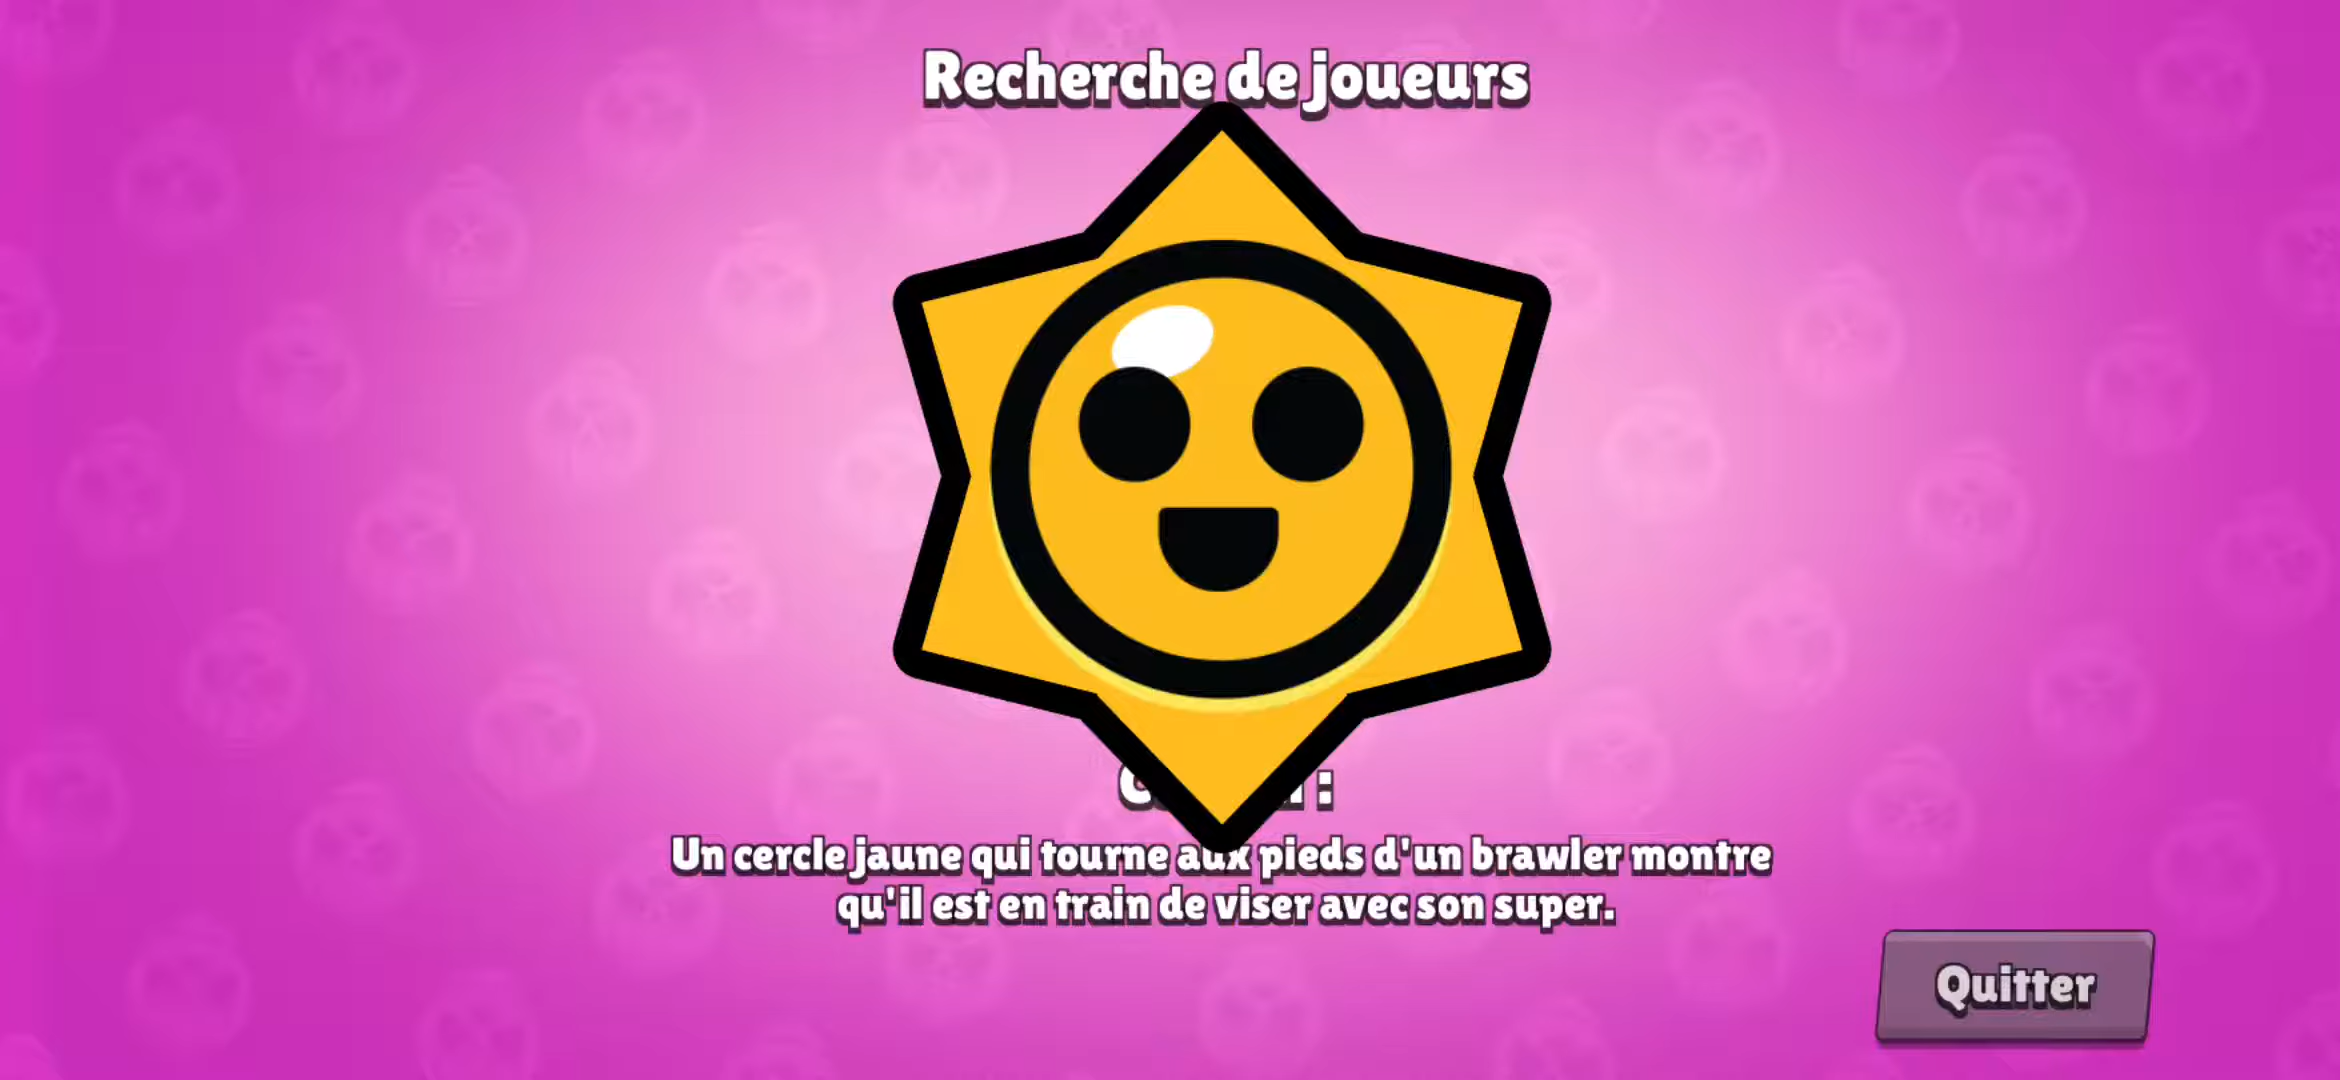 Recherche de joueurs
Un cercle jaune qui tourne aux pieds d'un brawler montre
qu'il est en train de viser avec son super.
Quitter